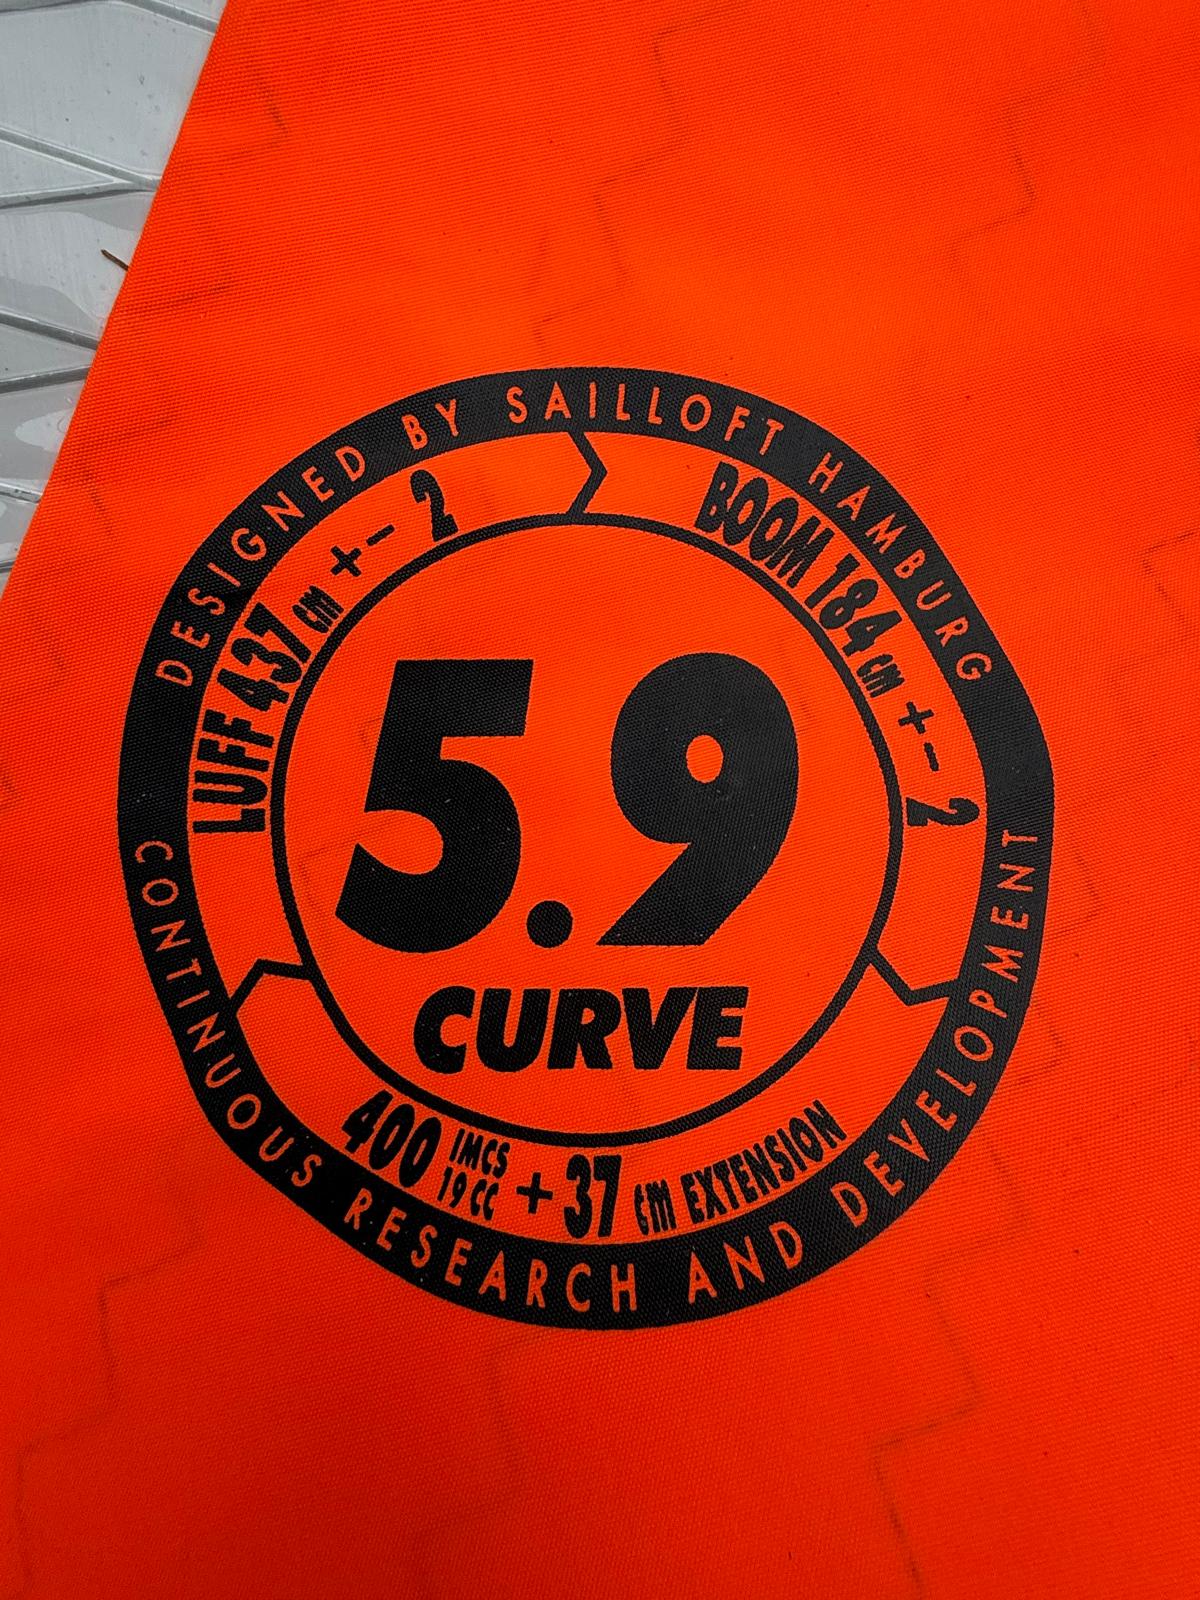 DESIGNED BY SAILLOFT HAMBURG
LUFF 437 cm +- 2
BOOM 184 cm +- 2
5.9
CURVE
400 IMCS 19 CC + 37 cm EXTENSION
CONTINUOUS RESEARCH AND DEVELOPMENT